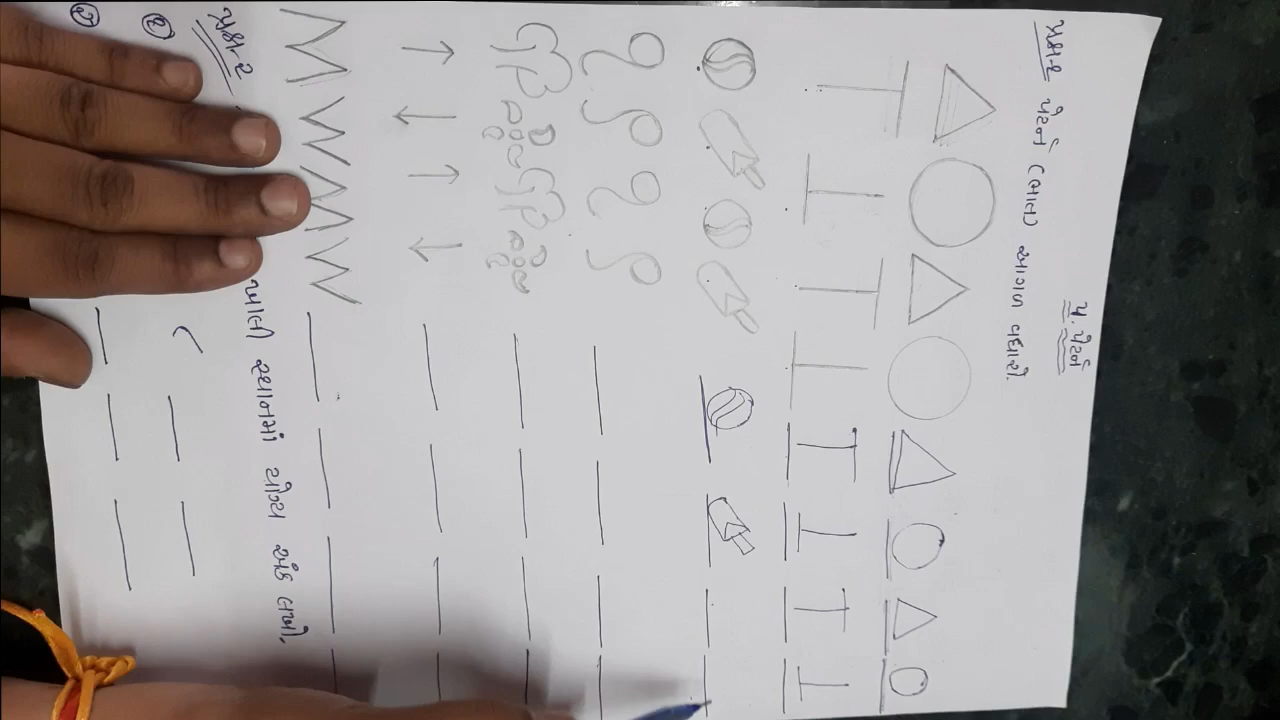 ૫. પેટર્ન
પ્રશ્ન-૧ પેટર્ન (ભાત) આગળ વધારો.
પ્રશ્ન-૨ ખાલી સ્થાનમાં યોગ્ય અંક લખો.